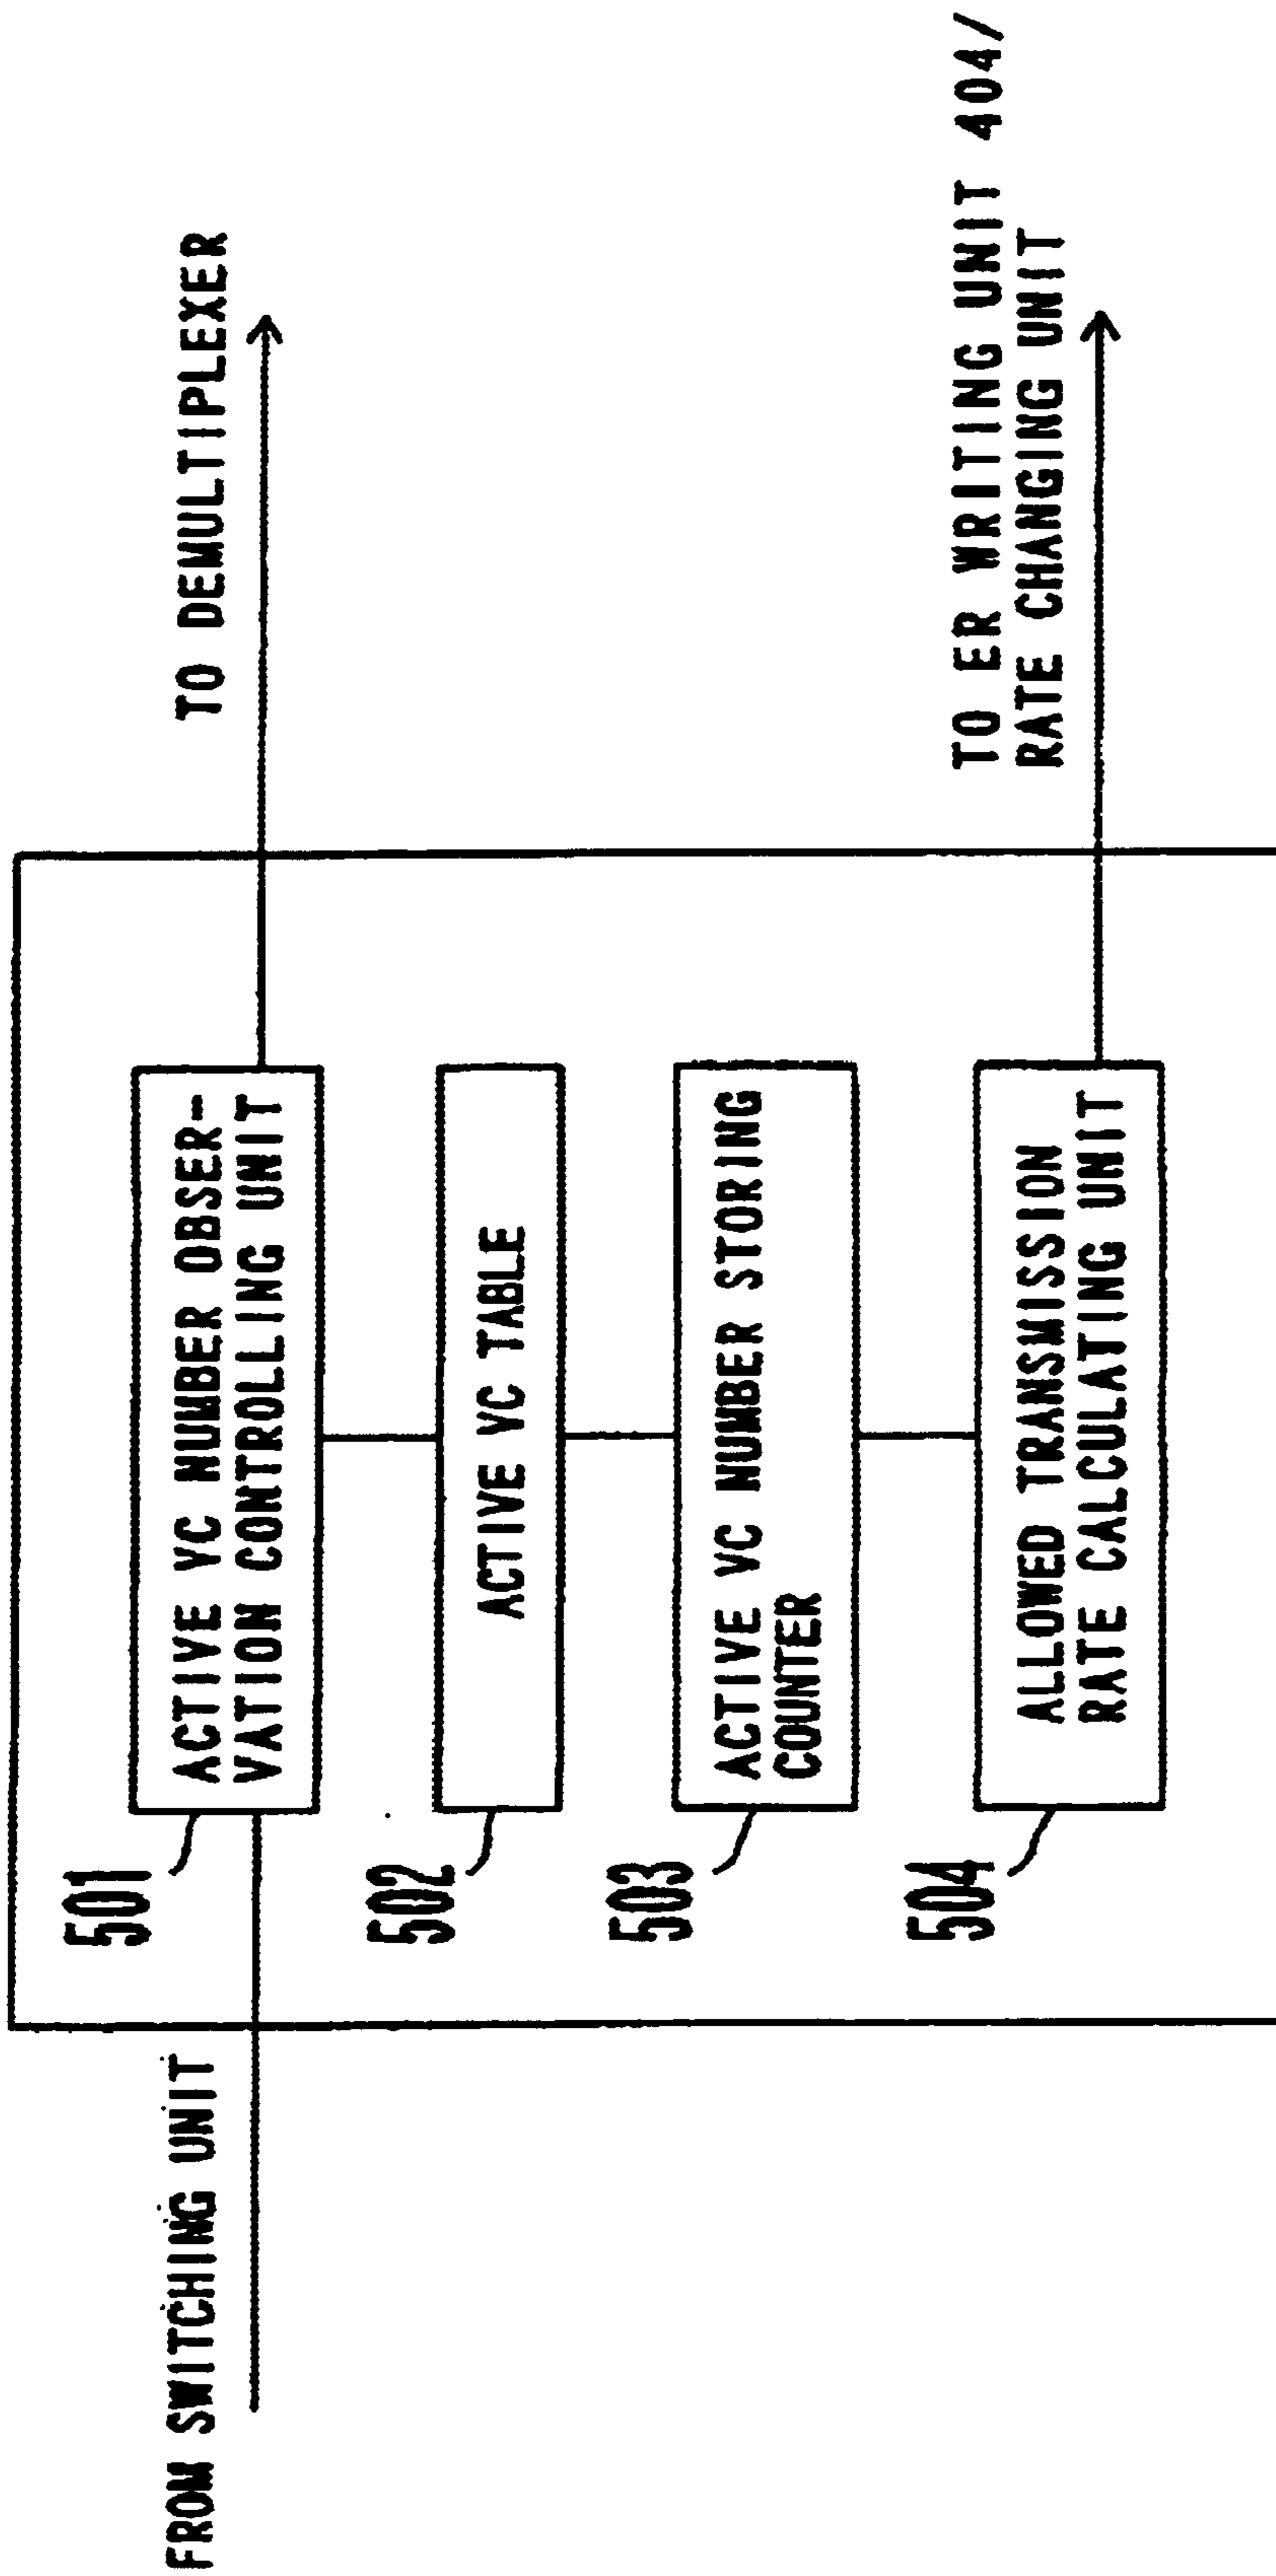 FROM SWITCHING UNIT
TO DEMULTIPLEXER
501
ACTIVE VC NUMBER OBSER-
VATION CONTROLLING UNIT
502
ACTIVE VC TABLE
503
ACTIVE VC NUMBER STORING
COUNTER
504
ALLOWED TRANSMISSION
RATE CALCULATING UNIT
TO ER WRITING UNIT 404/
RATE CHANGING UNIT